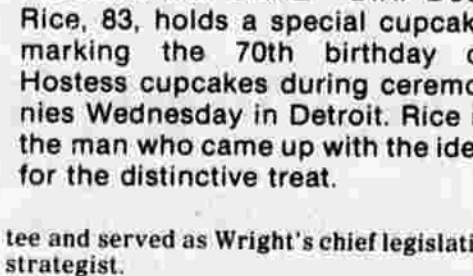 Rice, 83, holds a special cupcak
marking the 70th birthday
Hostess cupcakes during ceremo
nies Wednesday in Detroit. Rice
the man who came up with the ide
for the distinctive treat.
tee and served as Wright's chief legislati
strategist.